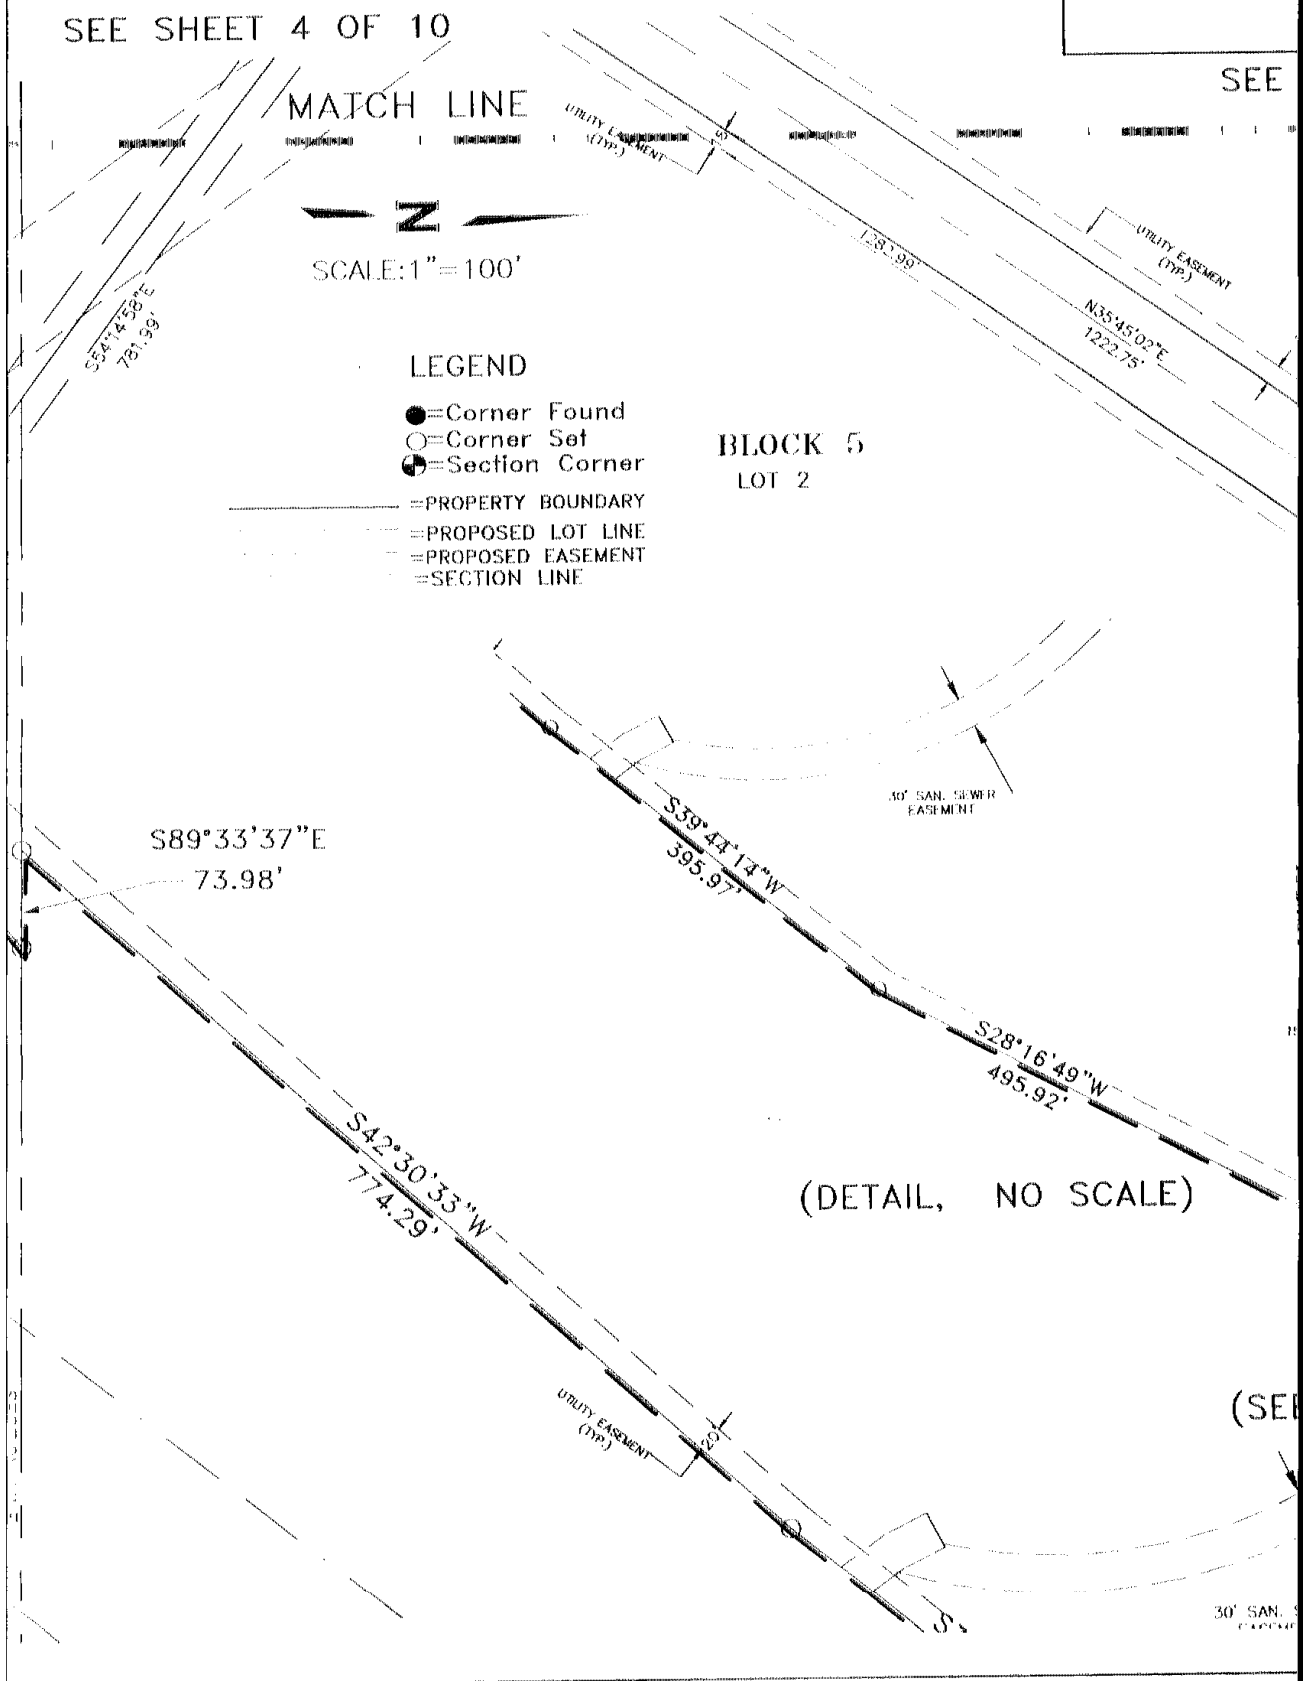 SEE SHEET 4 OF 10
SEE
MATCH LINE
UTILITY EASEMENT
(TYP.)
5'
N
SCALE:1"=100'
1282.99'
UTILITY EASEMENT
(TYP.)
N35°45'02"E
1222.75'
S54°14'58"E
781.99'
LEGEND
=Corner Found
=Corner Set
=Section Corner
=PROPERTY BOUNDARY
=PROPOSED LOT LINE
=PROPOSED EASEMENT
=SECTION LINE
BLOCK 5
LOT 2
30' SAN. SEWER
EASEMENT
S39°44'14"W
395.97'
S89°33'37"E
73.98'
S28°16'49"W
495.92'
S42°30'33"W
774.29'
(DETAIL, NO SCALE)
UTILITY EASEMENT
(TYP.)
20'
(SEE
30' SAN.
S